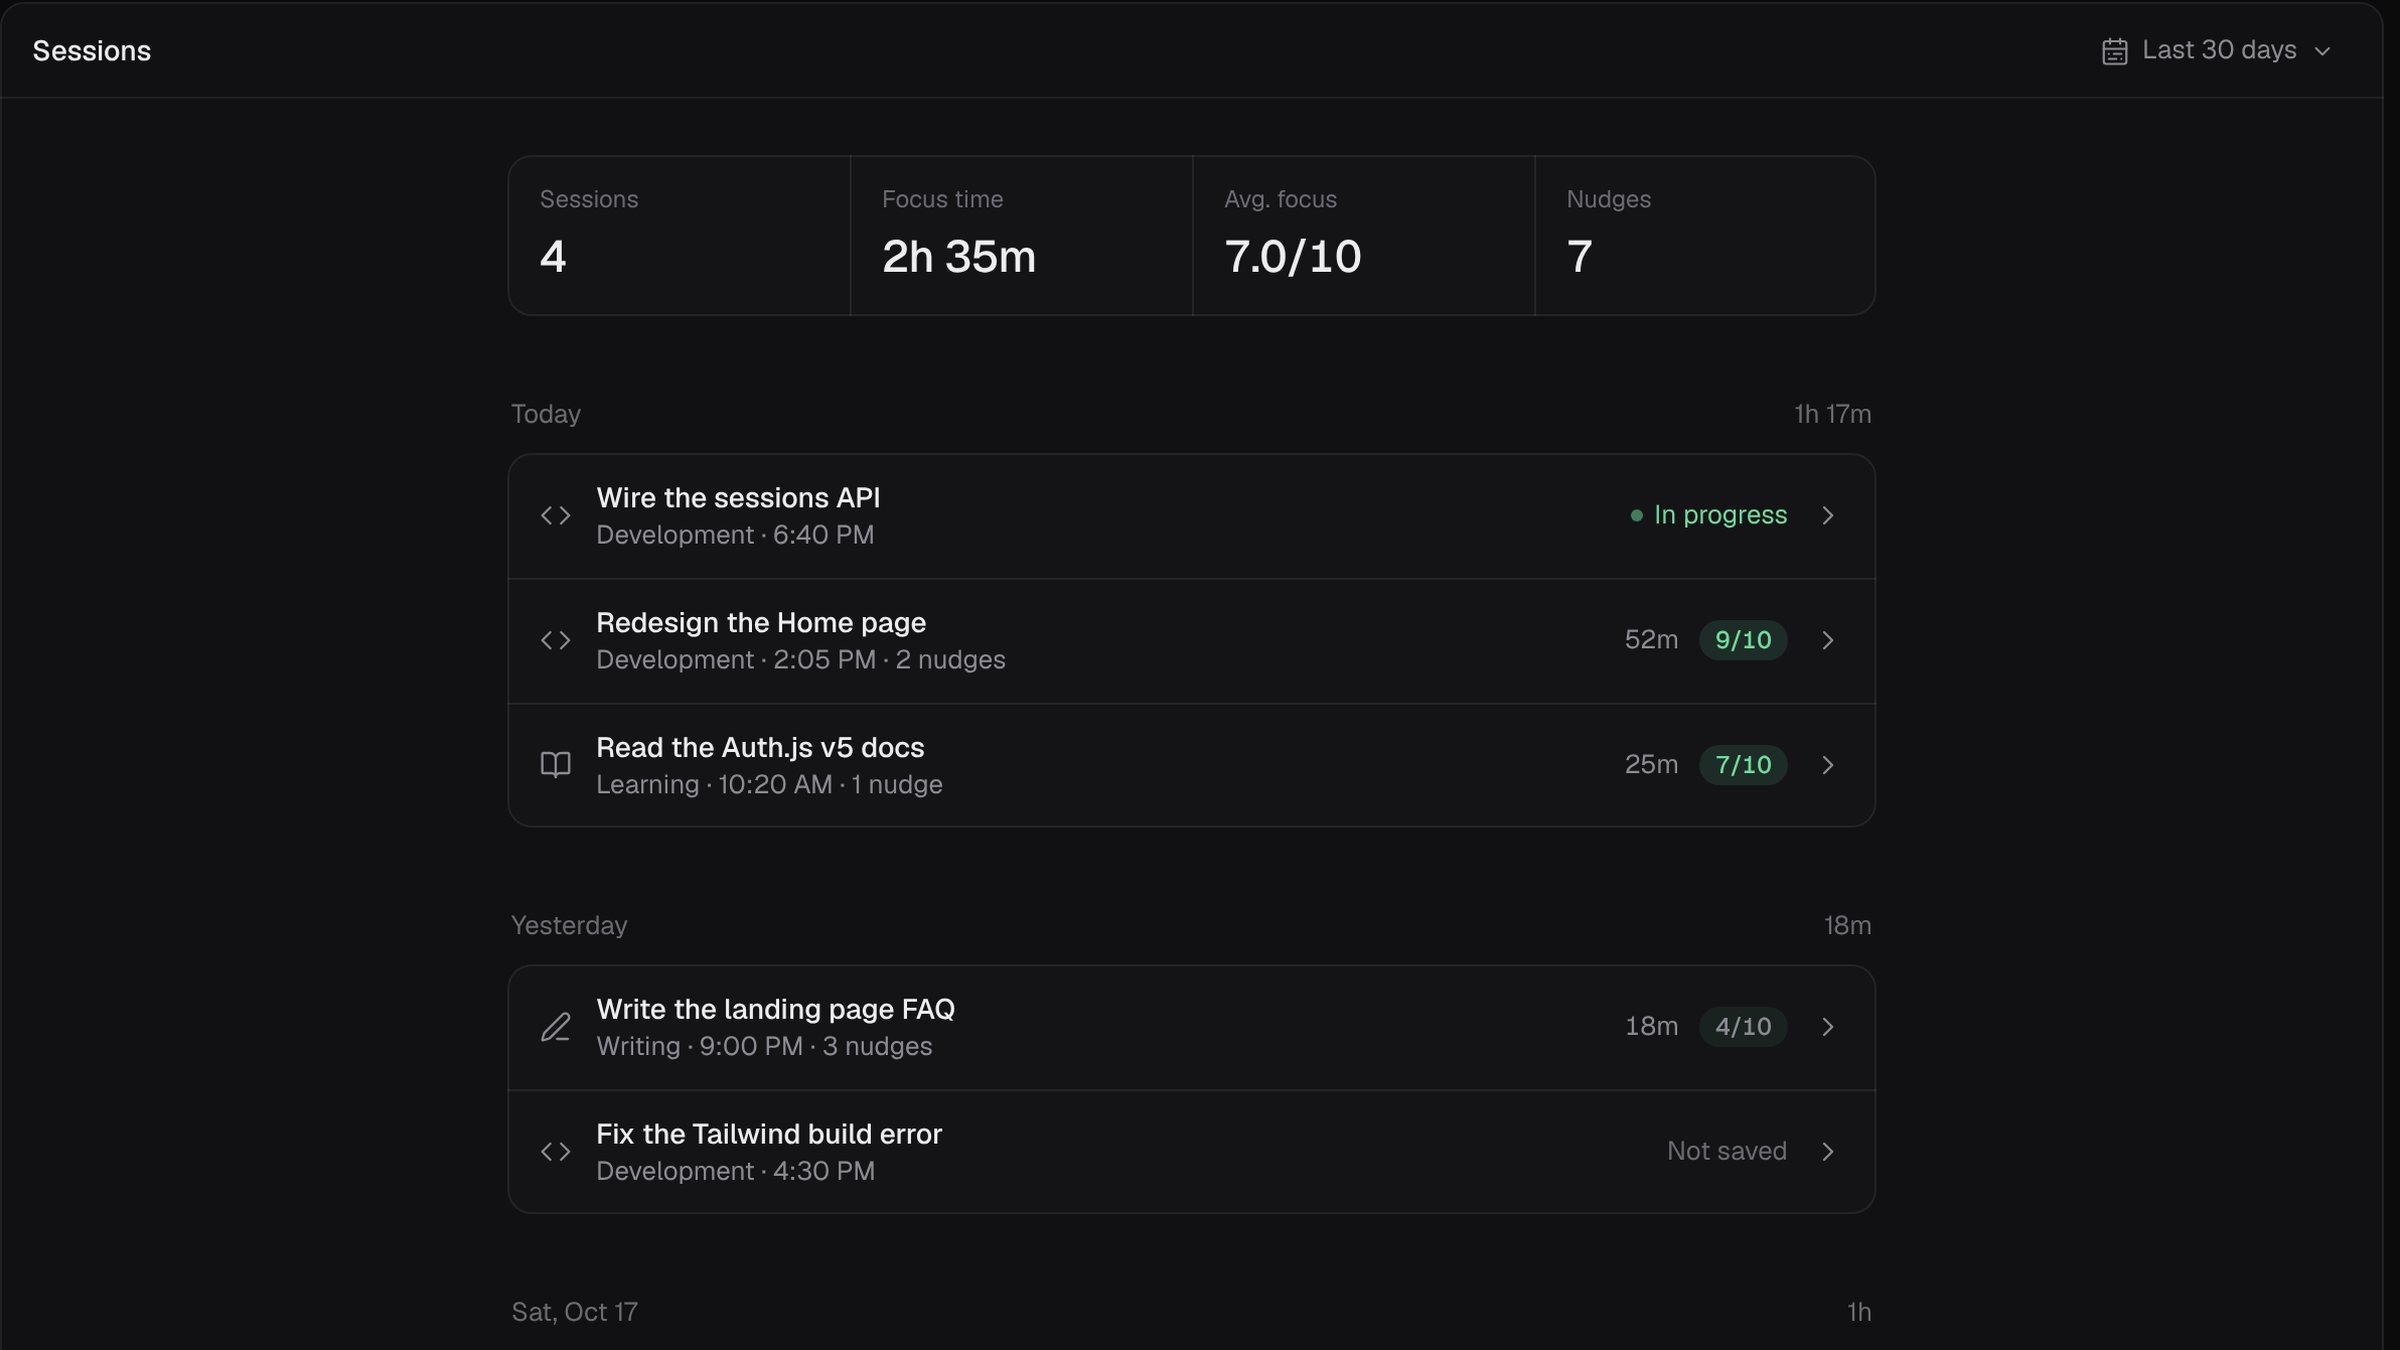 Sessions
Last 30 days
Sessions
4
Focus time
2h 35m
Avg. focus
7.0/10
Nudges
7
Today
1h 17m
Wire the sessions API
Development · 6:40 PM
In progress
Redesign the Home page
Development · 2:05 PM · 2 nudges
52m
9/10
Read the Auth.js v5 docs
Learning · 10:20 AM · 1 nudge
25m
7/10
Yesterday
18m
Write the landing page FAQ
Writing · 9:00 PM · 3 nudges
18m
4/10
Fix the Tailwind build error
Development · 4:30 PM
Not saved
Sat, Oct 17
1h